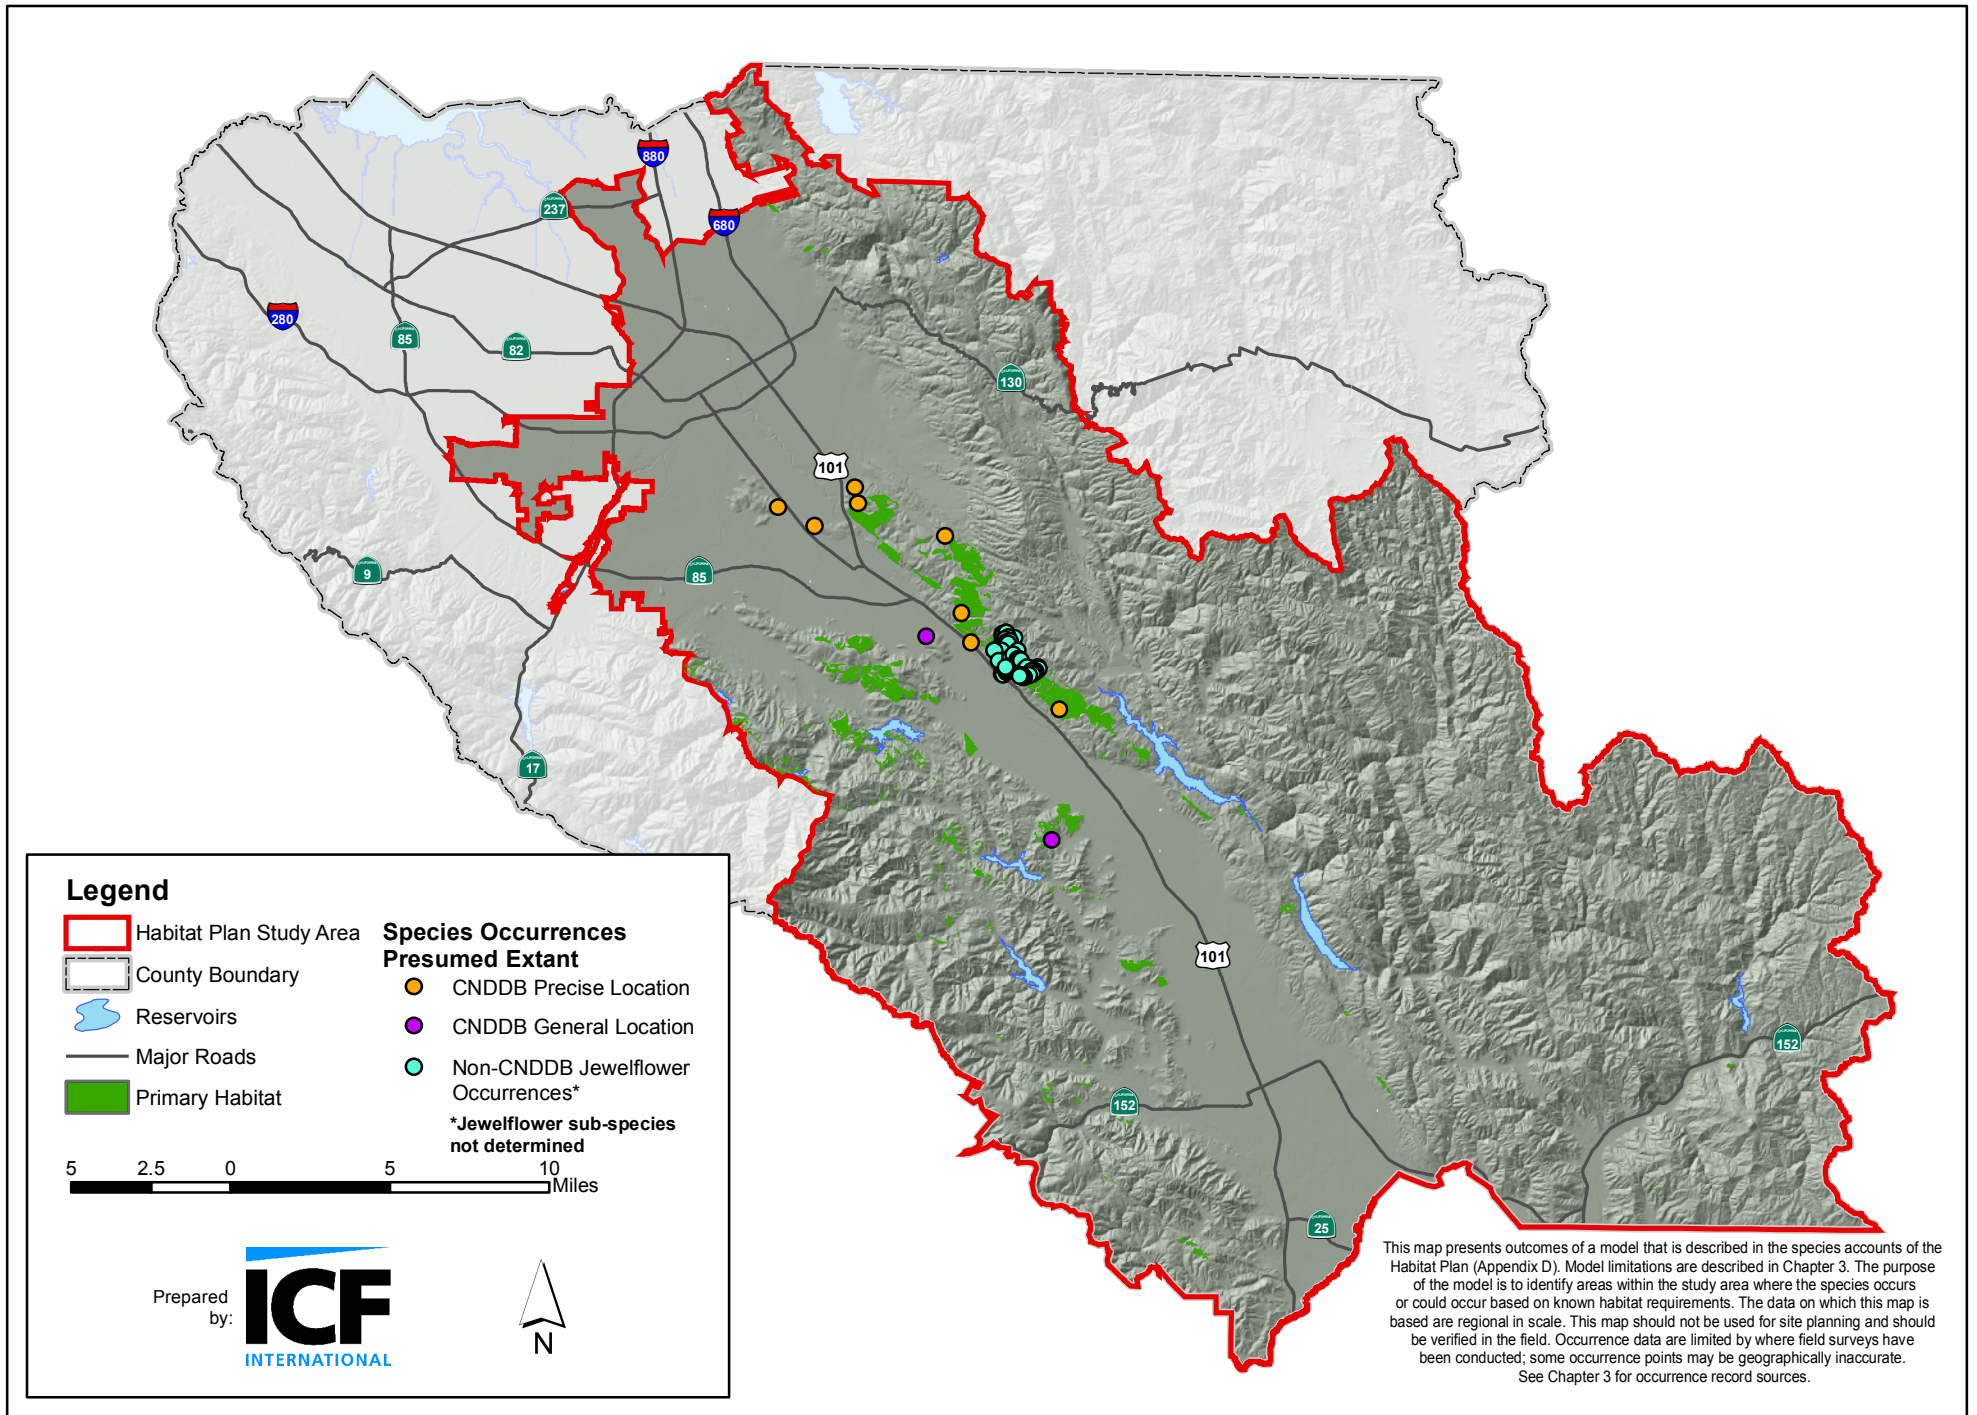 880
237
680
280
85
82
130
101
9
85
17
101
152
152
25
Legend
Habitat Plan Study Area
County Boundary
Reservoirs
Major Roads
Primary Habitat
Species Occurrences
Presumed Extant
CNDDB Precise Location
CNDDB General Location
Non-CNDDB Jewelflower
Occurrences*
*Jewelflower sub-species
not determined
5 2.5 0 5 10
Miles
Prepared
by:
ICF
INTERNATIONAL
N
This map presents outcomes of a model that is described in the species accounts of the
Habitat Plan (Appendix D). Model limitations are described in Chapter 3. The purpose
of the model is to identify areas within the study area where the species occurs
or could occur based on known habitat requirements. The data on which this map is
based are regional in scale. This map should not be used for site planning and should
be verified in the field. Occurrence data are limited by where field surveys have
been conducted; some occurrence points may be geographically inaccurate.
See Chapter 3 for occurrence record sources.